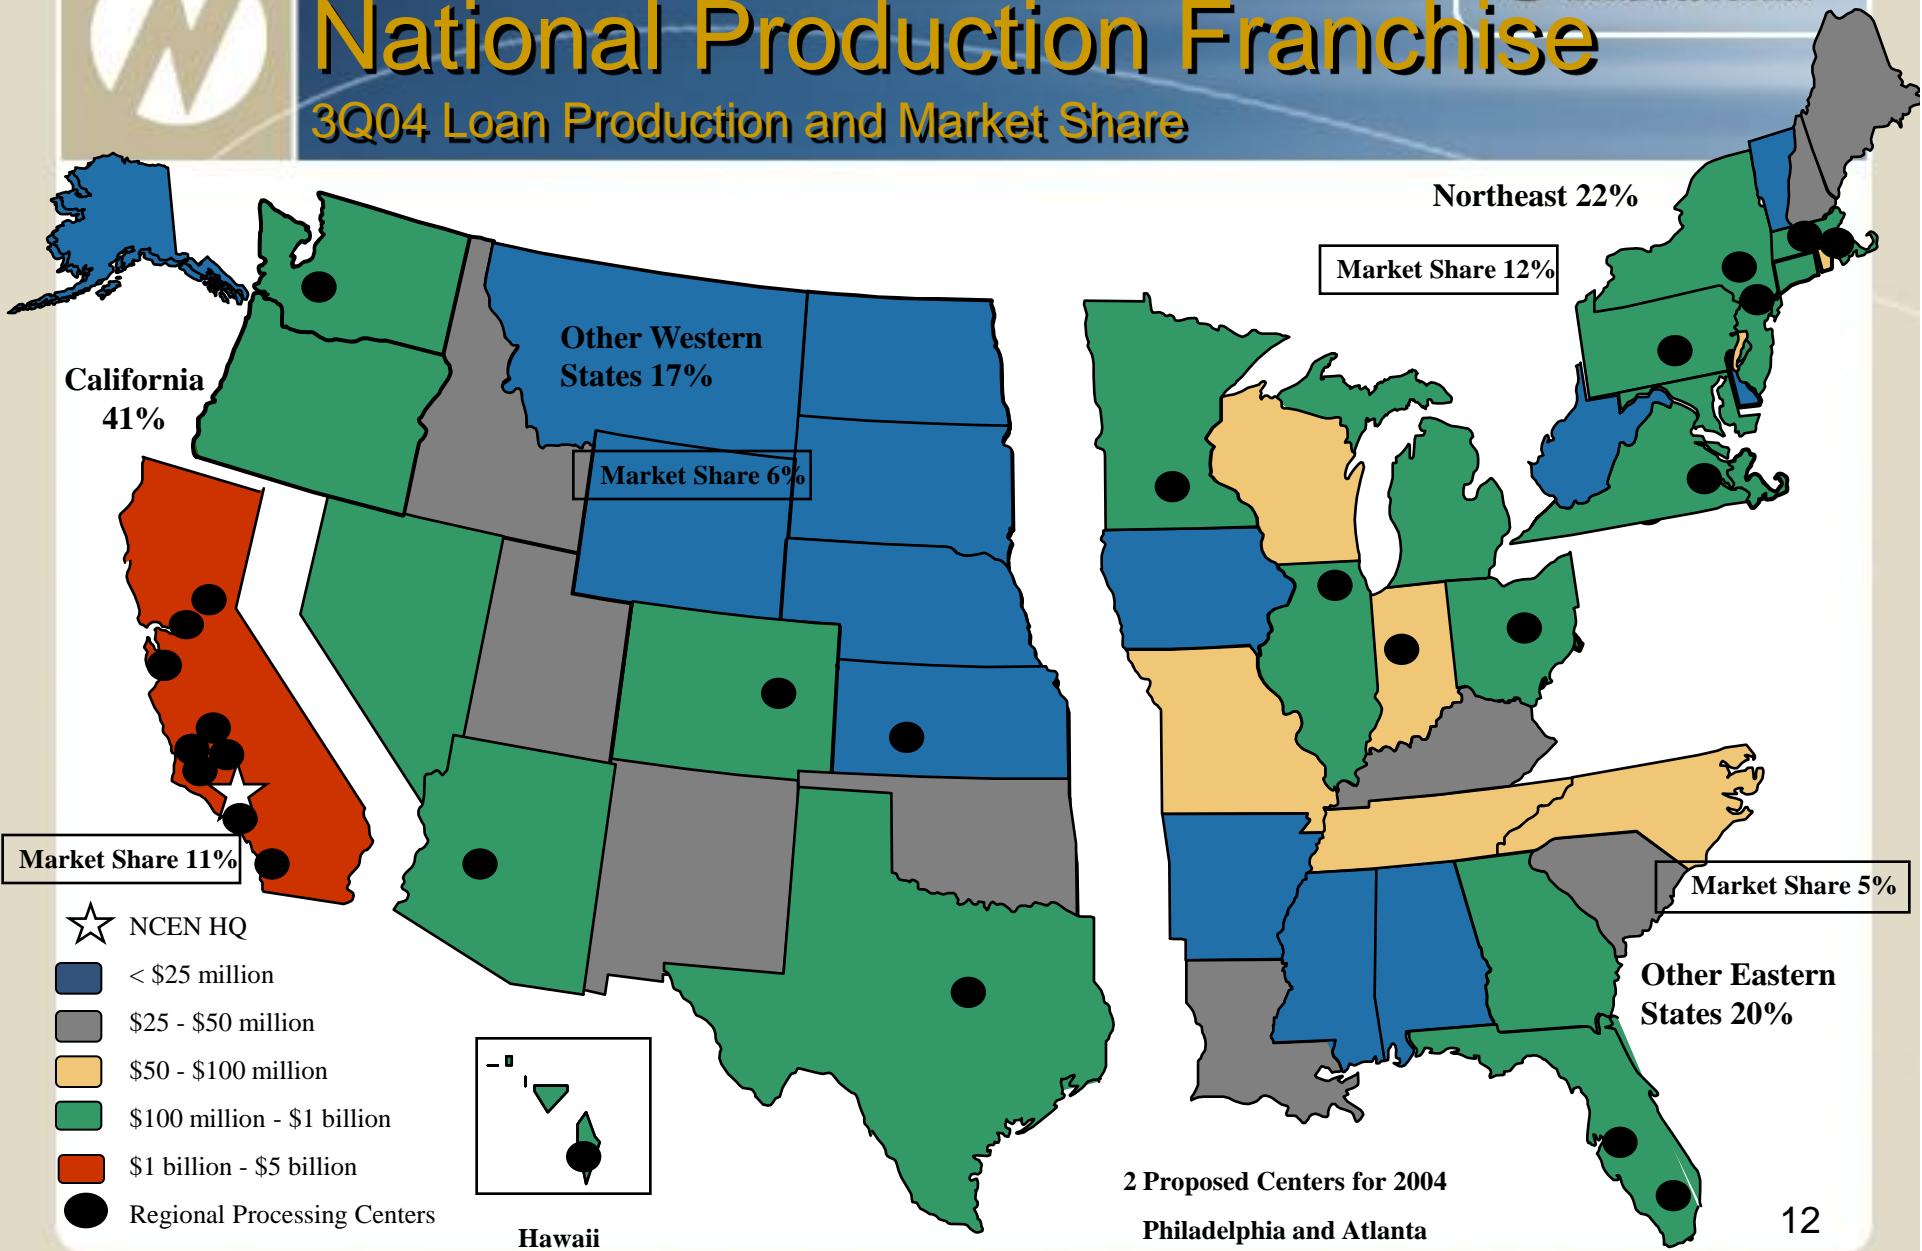 National Production Franchise
3Q04 Loan Production and Market Share
Northeast 22%
Market Share 12%
Other Western
States 17%
California
41%
Market Share 6%
Market Share 11%
Market Share 5%
NCEN HQ
< $25 million
$25 - $50 million
$50 - $100 million
$100 million - $1 billion
$1 billion - $5 billion
Regional Processing Centers
Other Eastern
States 20%
Hawaii
2 Proposed Centers for 2004
Philadelphia and Atlanta
12